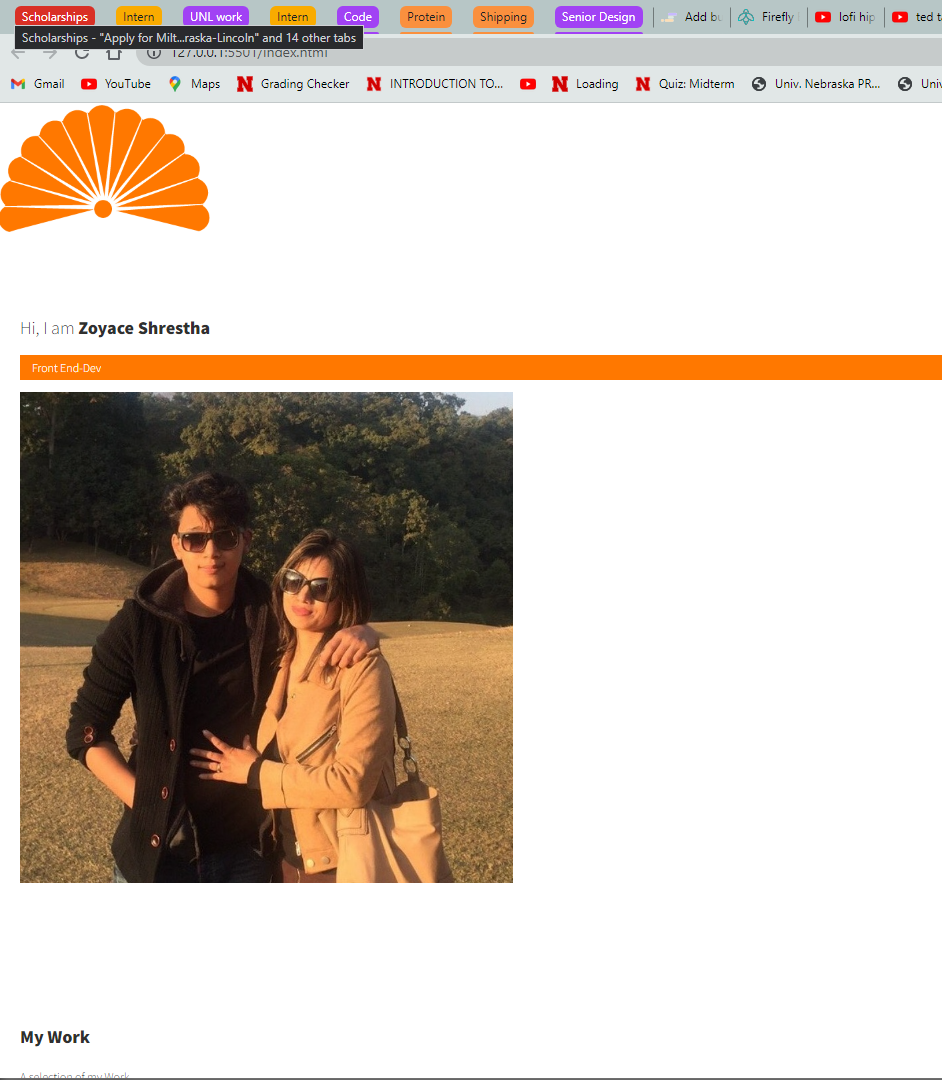 Scholarships Intern UNL work Intern Code Protein Shipping Senior Design Add bu Firefly lofi hip ted t
Scholarships - "Apply for Milt...raska-Lincoln" and 14 other tabs
127.0.0.1:5501/index.html
Gmail YouTube Maps Grading Checker INTRODUCTION TO... Loading Quiz: Midterm Univ. Nebraska PR... Univ
Hi, I am Zoyace Shrestha
Front End-Dev
My Work
A selection of my Work